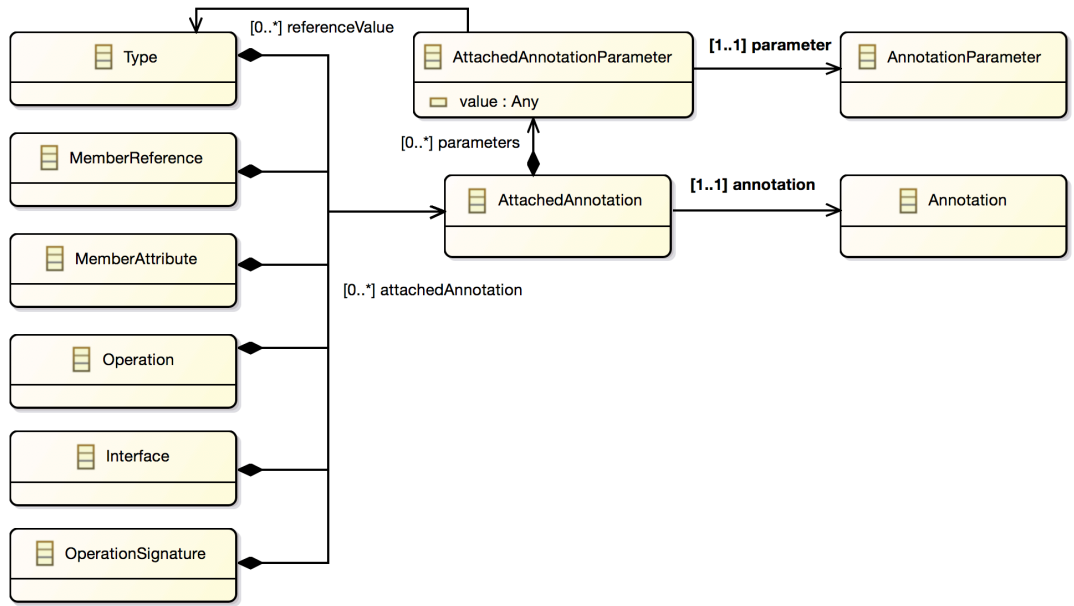 [0..*] referenceValue
Type
AttachedAnnotationParameter
value : Any
[1..1] parameter
AnnotationParameter
[0..*] parameters
MemberReference
AttachedAnnotation
[1..1] annotation
Annotation
MemberAttribute
[0..*] attachedAnnotation
Operation
Interface
OperationSignature